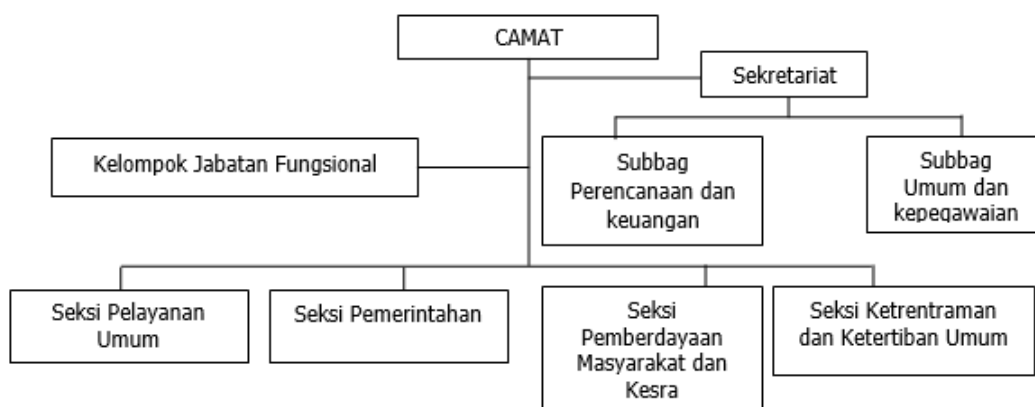 CAMAT
Sekretariat
Kelompok Jabatan Fungsional
Subbag
Perencanaan dan
keuangan
Subbag
Umum dan
kepegawaian
Seksi Pelayanan
Umum
Seksi Pemerintahan
Seksi
Pemberdayaan
Masyarakat dan
Kesra
Seksi Ketrentraman
dan Ketertiban Umum